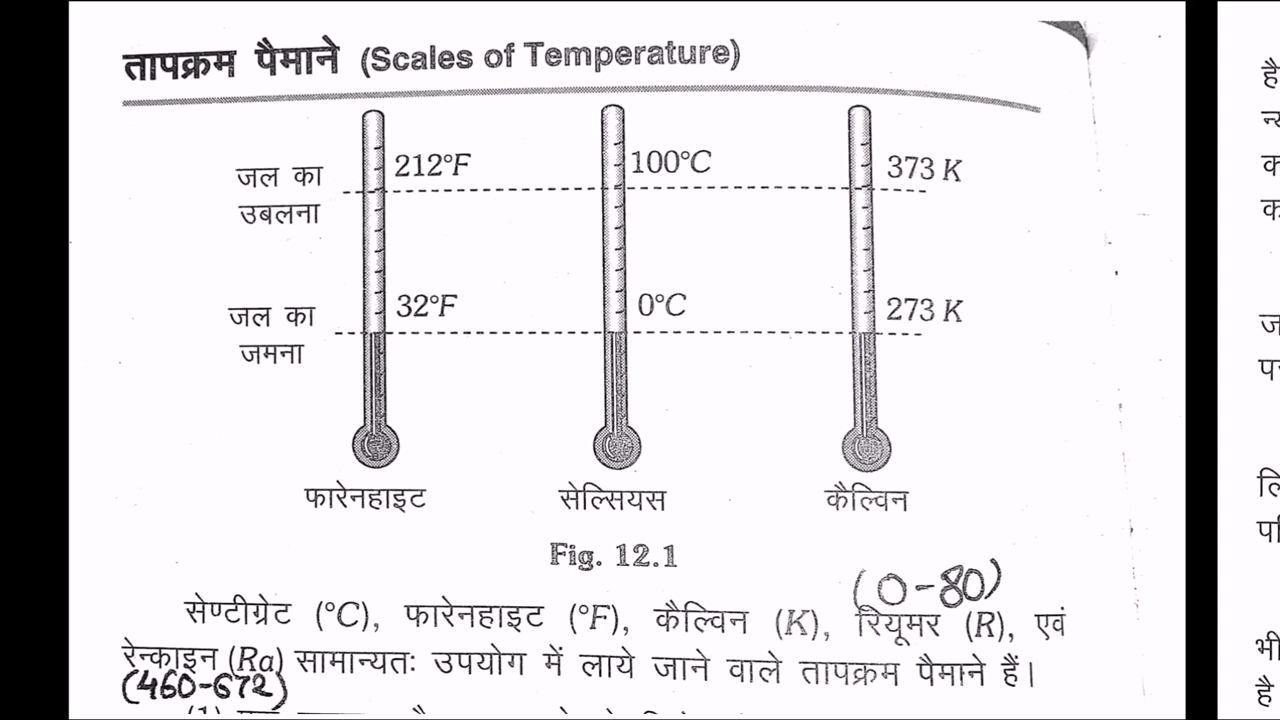 तापक्रम पैमाने (Scales of Temperature)
जल का 212°F 100°C 373 K
उबलना
जल का 32°F 0°C 273 K
जमना
फारेनहाइट सेल्सियस कैल्विन
Fig. 12.1
(0-80)
सेण्टीग्रेट (°C), फारेनहाइट (°F), कैल्विन (K), रियूमर (R), एवं
रेन्काइन (Ra) सामान्यतः उपयोग में लाये जाने वाले तापक्रम पैमाने हैं।
(460-672)
है